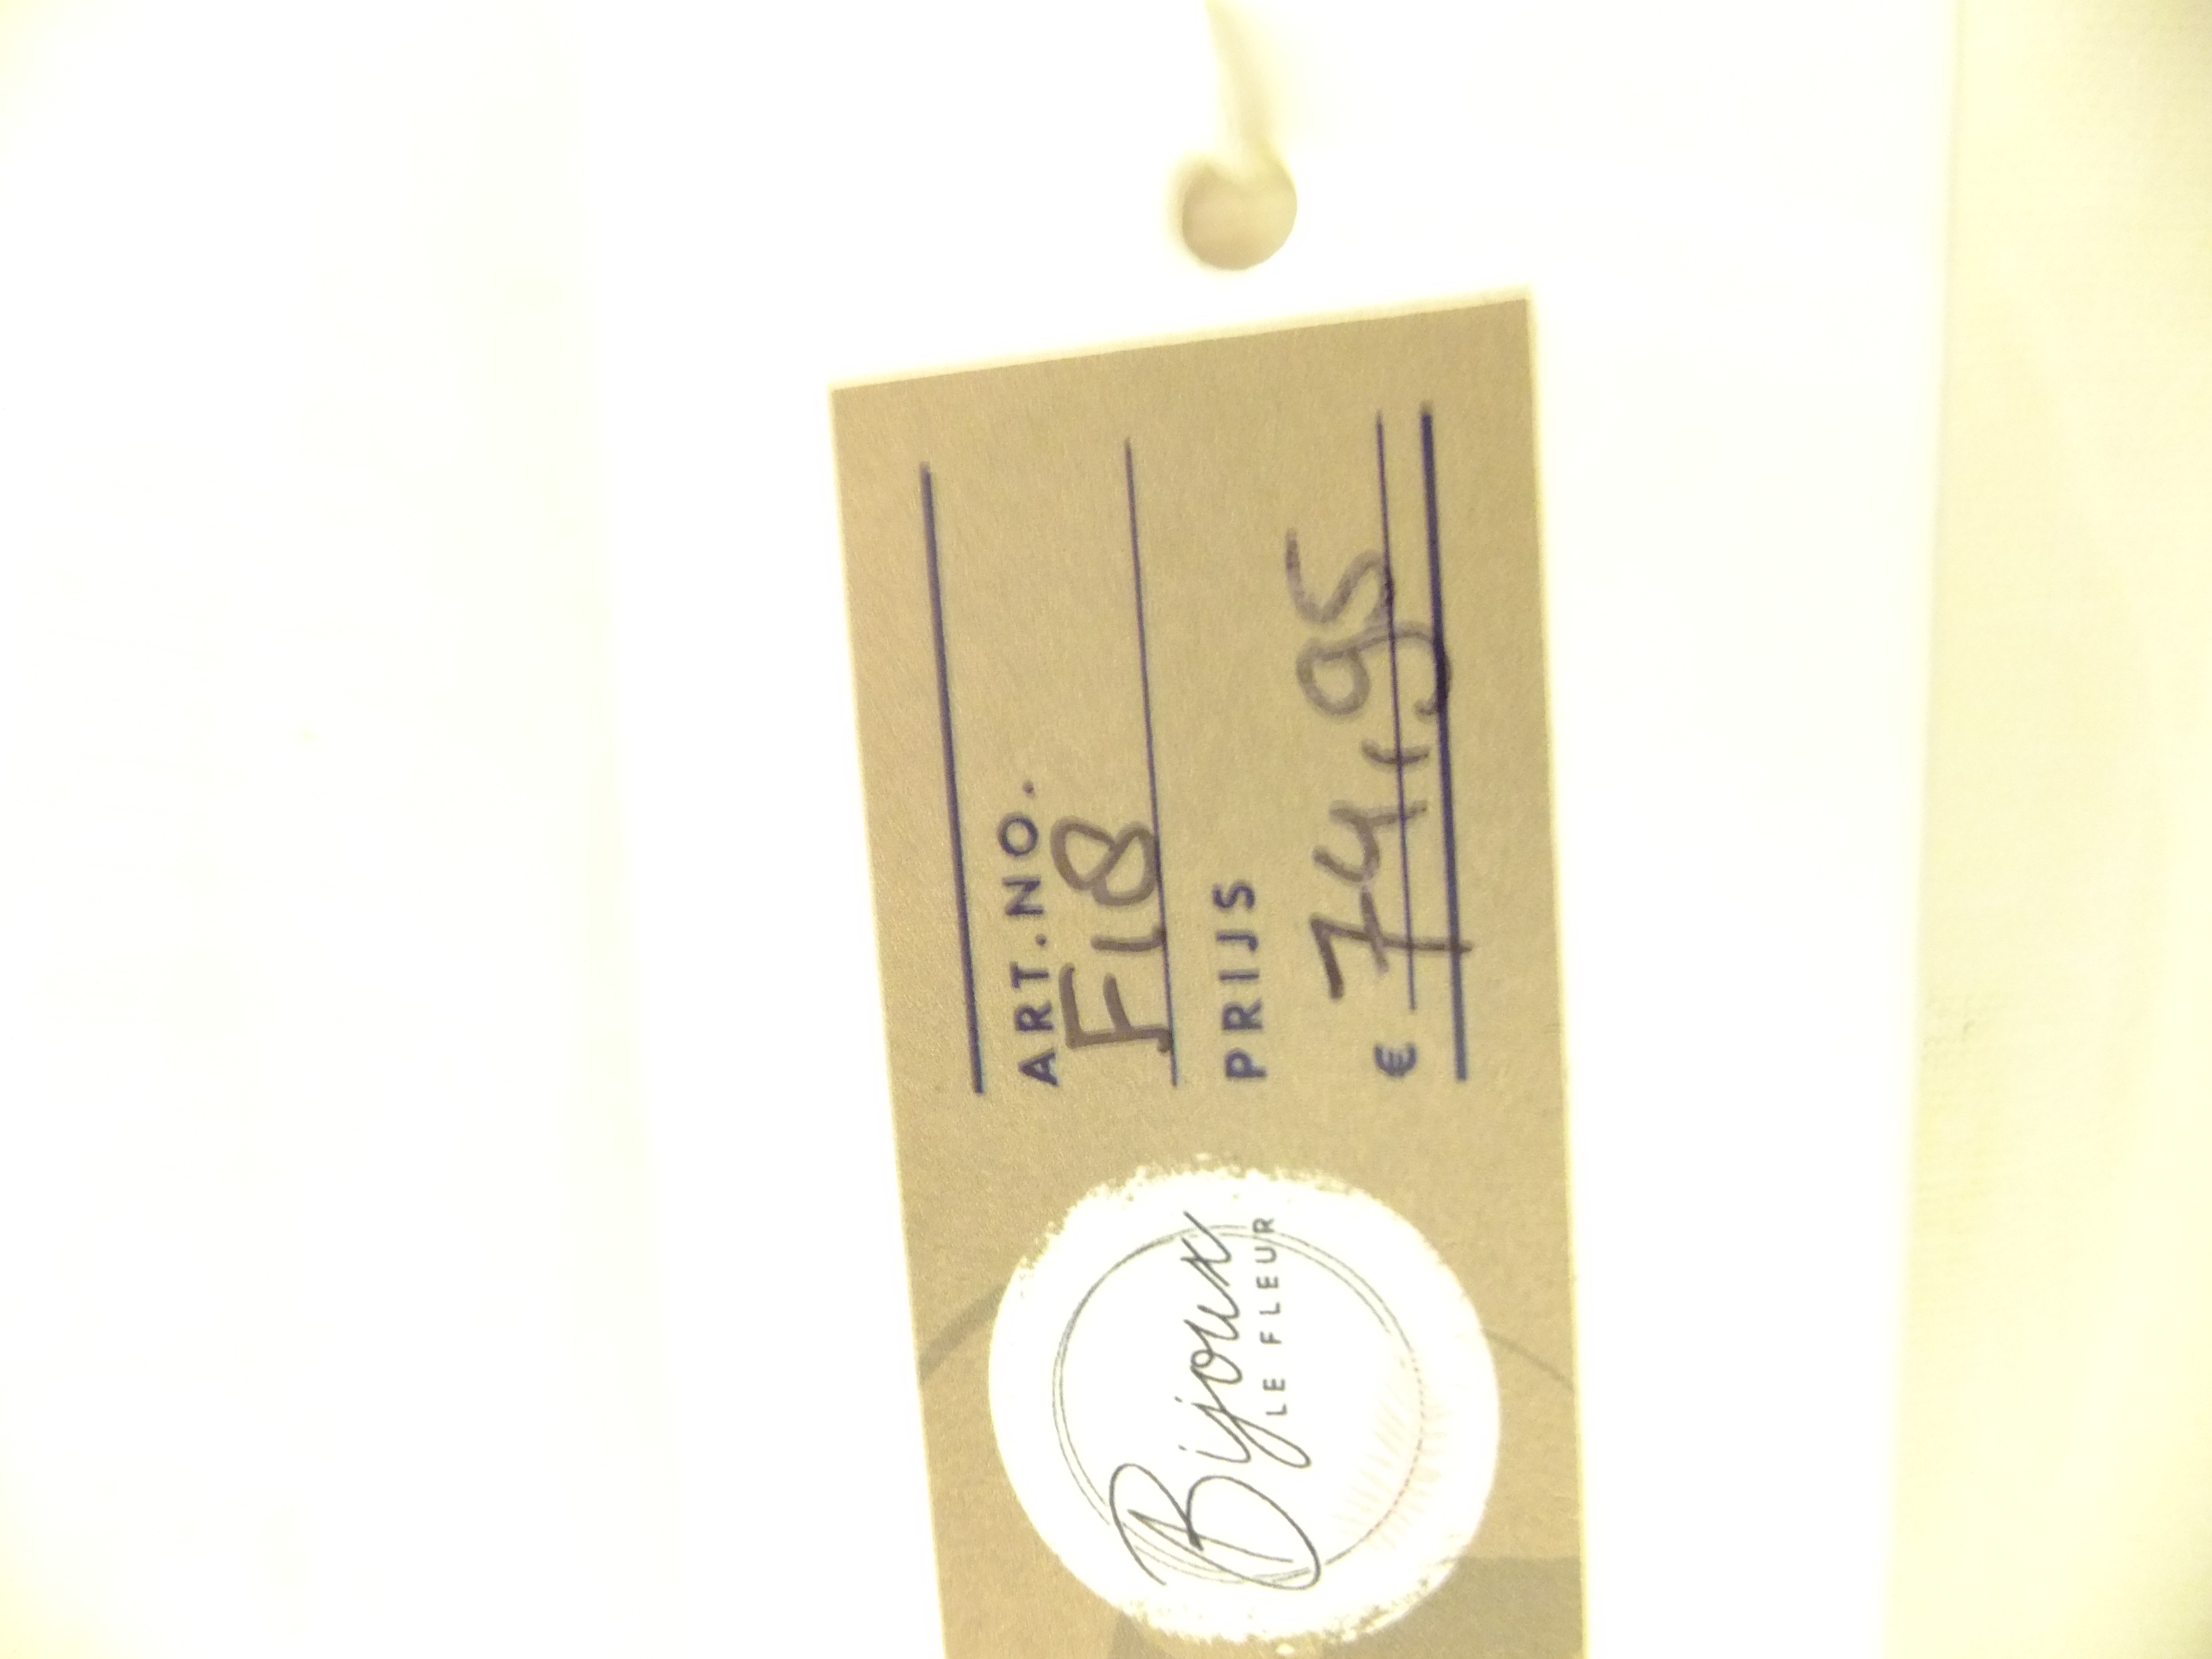 Bijoux
LE FLEUR
ART.NO.
F18
PRIJS
€ 74,95